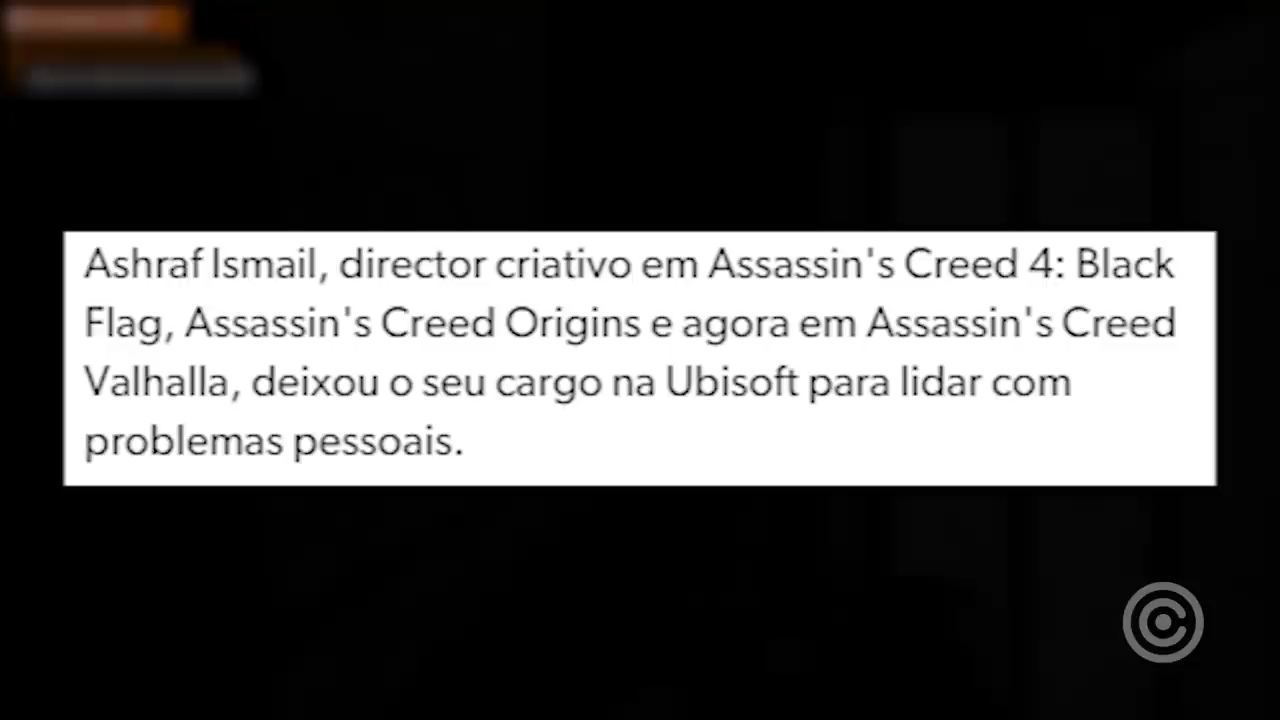 Ashraf Ismail, director criativo em Assassin's Creed 4: Black
Flag, Assassin's Creed Origins e agora em Assassin's Creed
Valhalla, deixou o seu cargo na Ubisoft para lidar com
problemas pessoais.